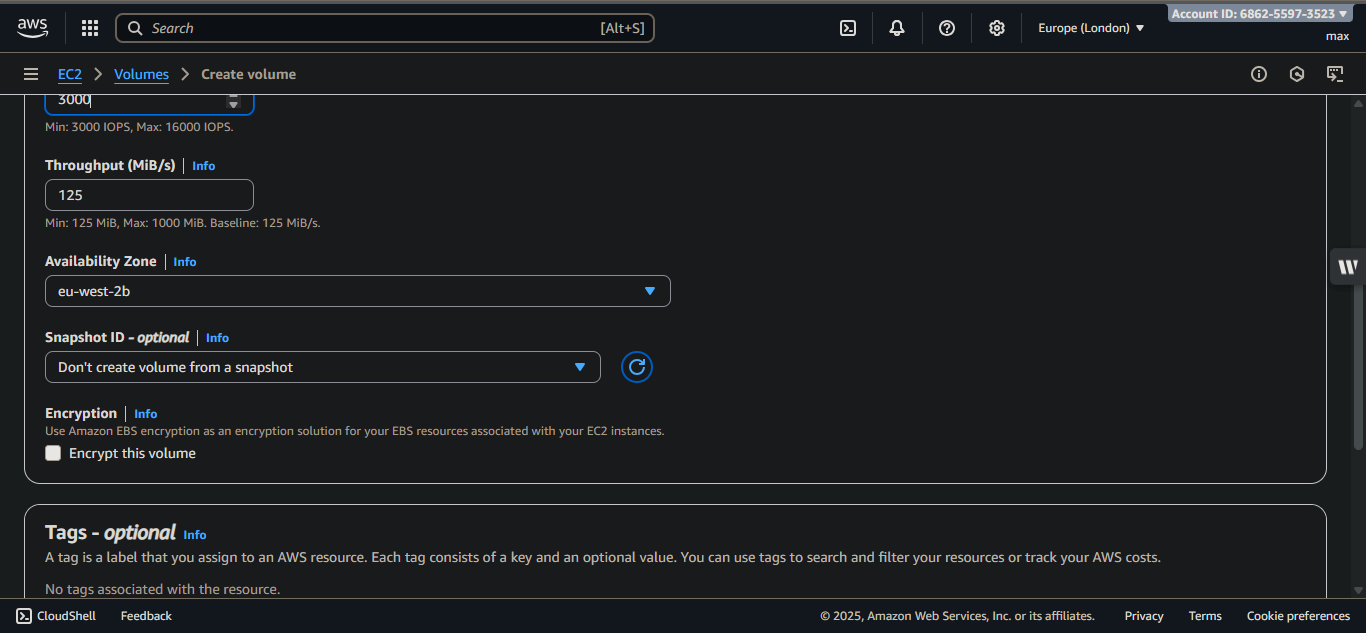 aws
Search [Alt+S]
Europe (London)
Account ID: 6862-5597-3523
max
EC2 Volumes Create volume
3000
Min: 3000 IOPS, Max: 16000 IOPS.
Throughput (MiB/s) Info
125
Min: 125 MiB, Max: 1000 MiB. Baseline: 125 MiB/s.
Availability Zone Info
eu-west-2b
Snapshot ID - optional Info
Don't create volume from a snapshot
Encryption Info
Use Amazon EBS encryption as an encryption solution for your EBS resources associated with your EC2 instances.
Encrypt this volume
Tags - optional Info
A tag is a label that you assign to an AWS resource. Each tag consists of a key and an optional value. You can use tags to search and filter your resources or track your AWS costs.
No tags associated with the resource.
CloudShell Feedback © 2025, Amazon Web Services, Inc. or its affiliates. Privacy Terms Cookie preferences